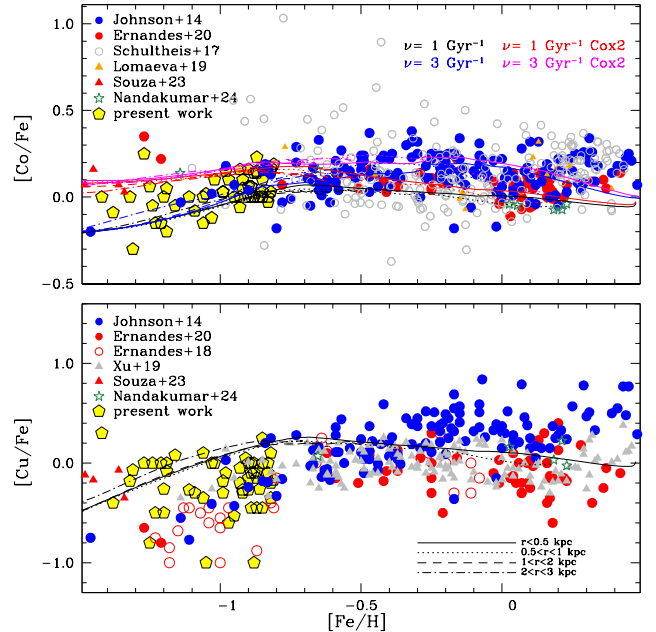 Johnson+14
Ernandes+20
Schultheis+17
Lomaeva+19
Souza+23
Nandakumar+24
present work
ν= 1 Gyr⁻¹ ν= 1 Gyr⁻¹ Cox2
ν= 3 Gyr⁻¹ ν= 3 Gyr⁻¹ Cox2
[Co/Fe]
1.0
0.5
0.0
−0.5
Johnson+14
Ernandes+20
Ernandes+18
Xu+19
Souza+23
Nandakumar+24
present work
[Cu/Fe]
1.0
0.0
−1.0
r<0.5 kpc
0.5<r<1 kpc
1<r<2 kpc
2<r<3 kpc
−1 −0.5 0
[Fe/H]